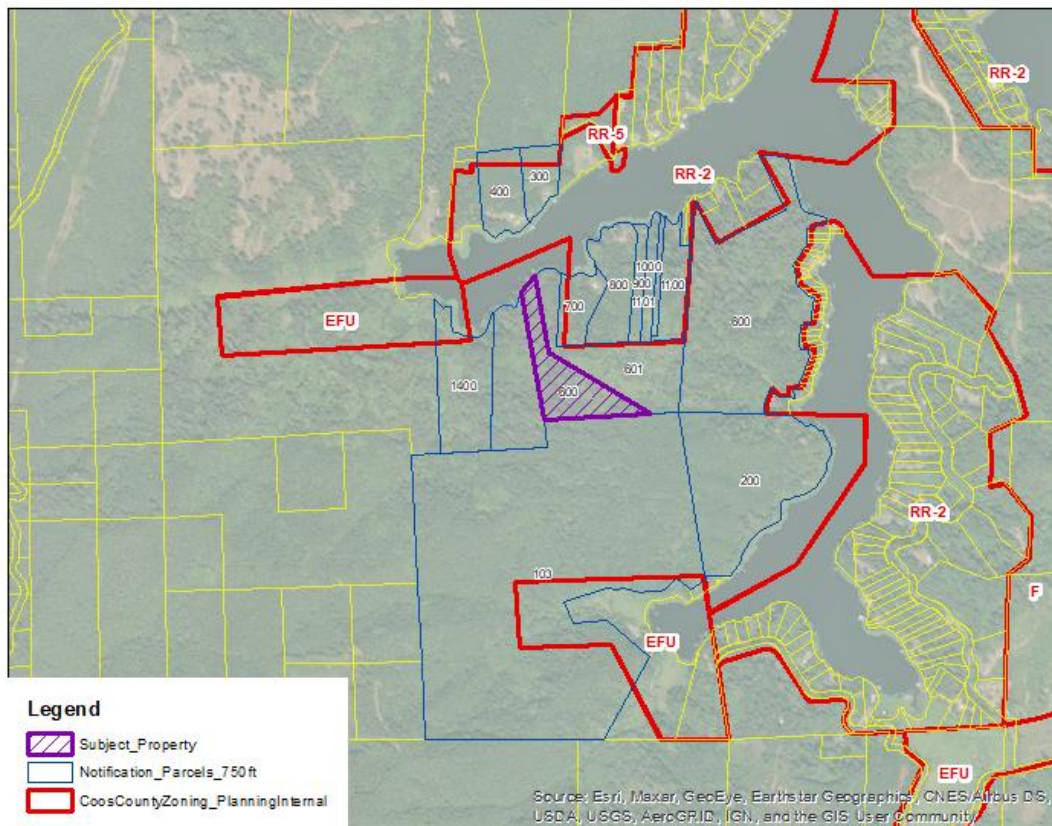 RR-2
RR-5
RR-2
300
400
1000
800
900
1101
1100
700
EFU
600
601
1400
600
200
RR-2
103
F
EFU
EFU
Legend
Subject_Property
Notification_Parcels_750ft
CoosCountyZoning_PlanningInternal
Source: Esri, Maxar, GeoEye, Earthstar Geographics, CNES/Airbus DS,
USDA, USGS, AeroGRID, IGN, and the GIS User Community